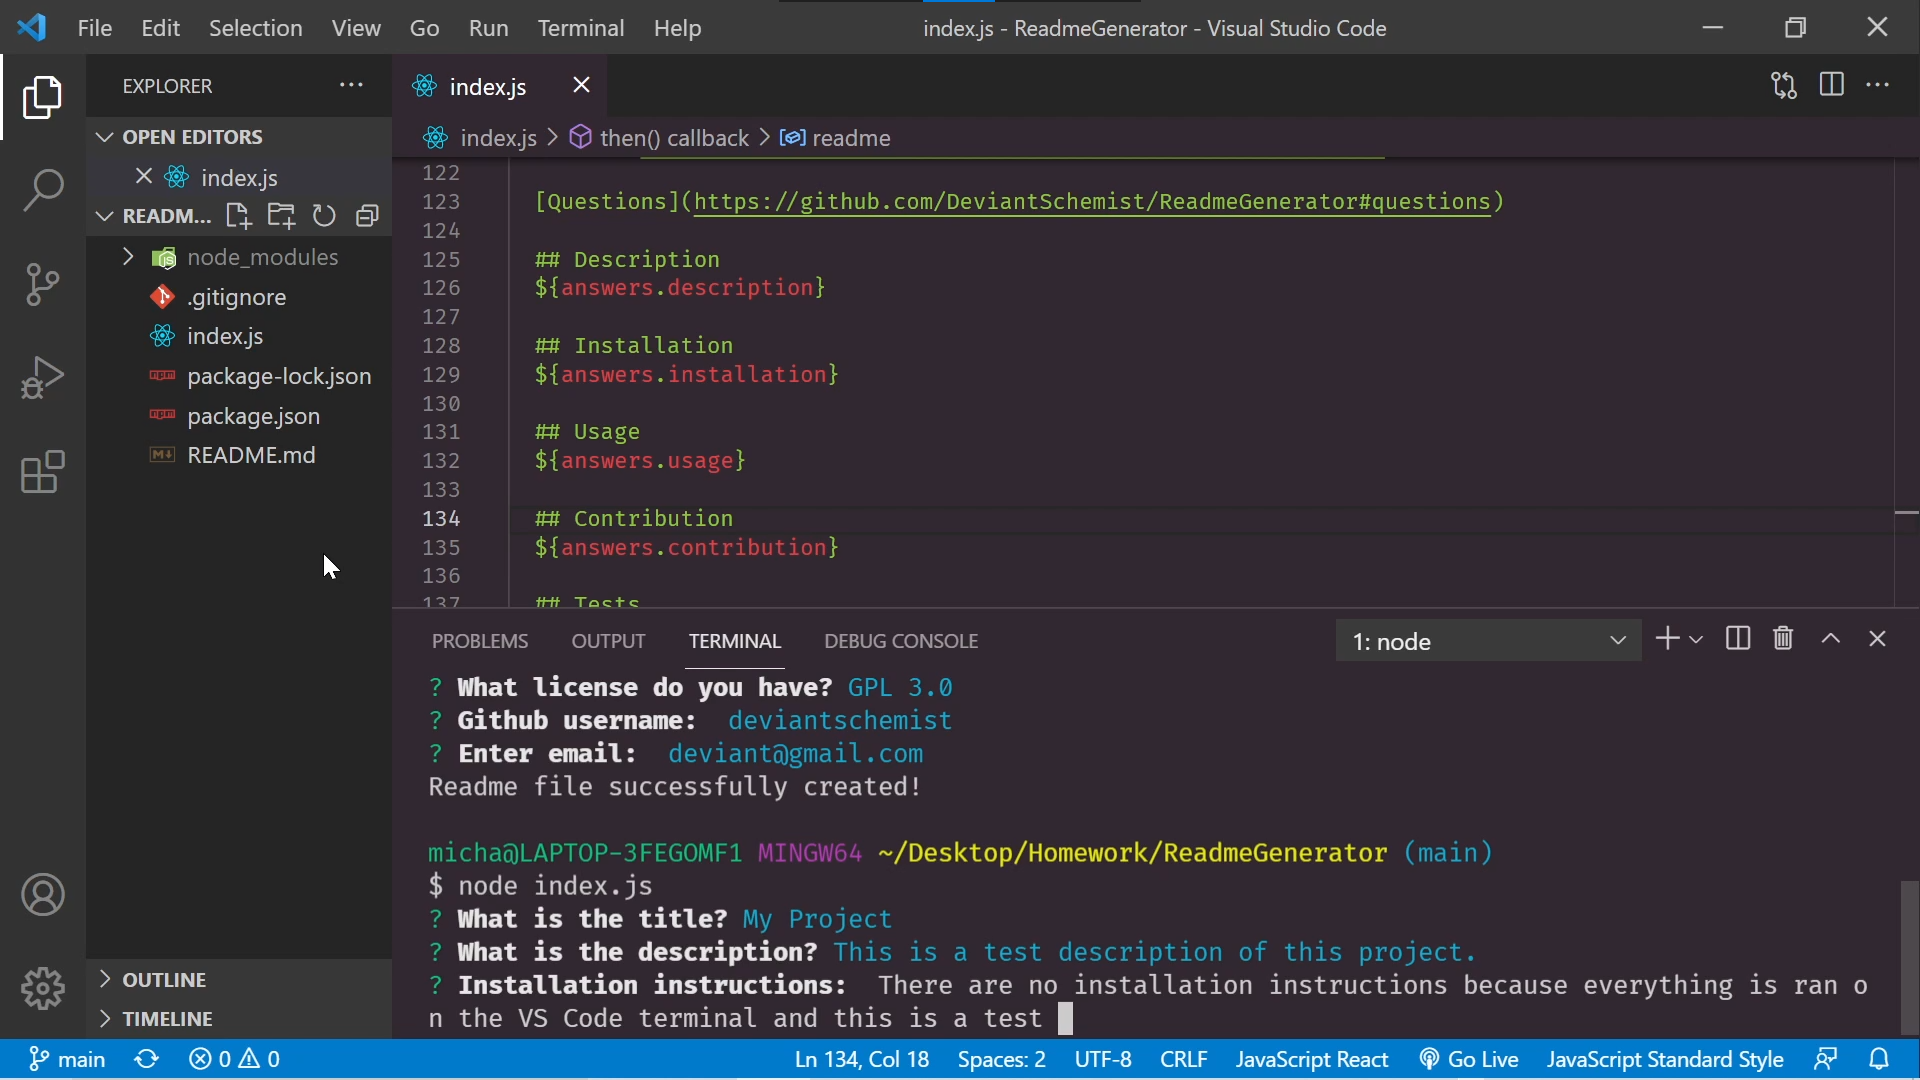 File Edit Selection View Go Run Terminal Help index.js - ReadmeGenerator - Visual Studio Code
EXPLORER
OPEN EDITORS
index.js
READM...
node_modules
.gitignore
index.js
package-lock.json
package.json
README.md
OUTLINE
TIMELINE
index.js
index.js > then() callback > readme
122
123 [Questions](https://github.com/DeviantSchemist/ReadmeGenerator#questions)
124
125 ## Description
126 ${answers.description}
127
128 ## Installation
129 ${answers.installation}
130
131 ## Usage
132 ${answers.usage}
133
134 ## Contribution
135 ${answers.contribution}
136
137 ## Tests
PROBLEMS OUTPUT TERMINAL DEBUG CONSOLE 1: node
? What license do you have? GPL 3.0
? Github username: deviantschemist
? Enter email: deviant@gmail.com
Readme file successfully created!
micha@LAPTOP-3FEGOMF1 MINGW64 ~/Desktop/Homework/ReadmeGenerator (main)
$ node index.js
? What is the title? My Project
? What is the description? This is a test description of this project.
? Installation instructions: There are no installation instructions because everything is ran o
n the VS Code terminal and this is a test
main 0 0 Ln 134, Col 18 Spaces: 2 UTF-8 CRLF JavaScript React Go Live JavaScript Standard Style